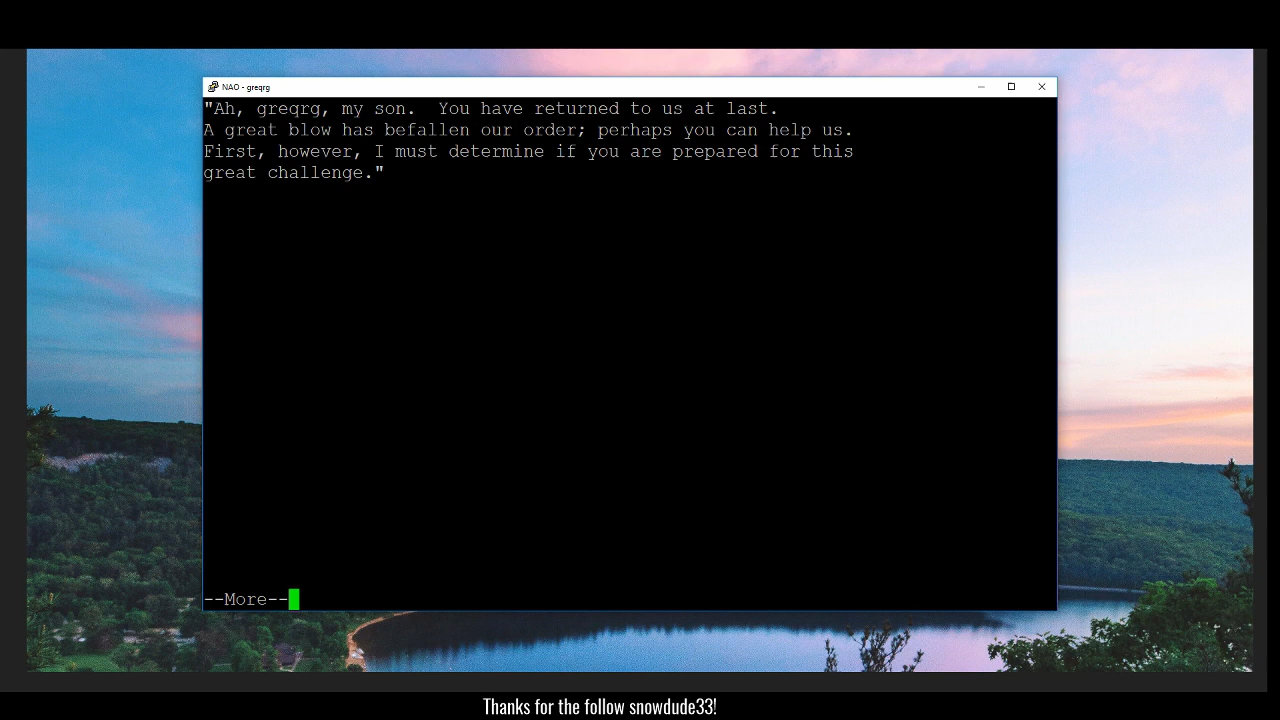 NAO - greqrg
"Ah, greqrg, my son.  You have returned to us at last.
A great blow has befallen our order; perhaps you can help us.
First, however, I must determine if you are prepared for this
great challenge."
--More--
Thanks for the follow snowdude33!